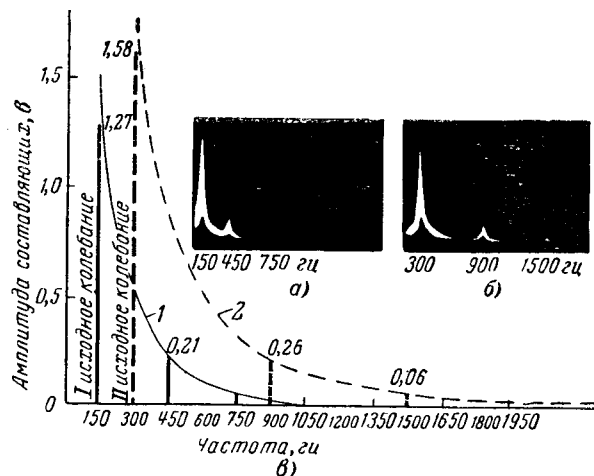 Амплитуда составляющих, в
1,5
1,0
0,5
0
1,58
1,27
I исходное колебание
II исходное колебание
1
2
0,21
0,26
0,06
150 450 750 гц
а)
300 900 1500 гц
б)
150 300 450 600 750 900 1050 1200 1350 1500 1650 1800 1950
Частота, гц
в)